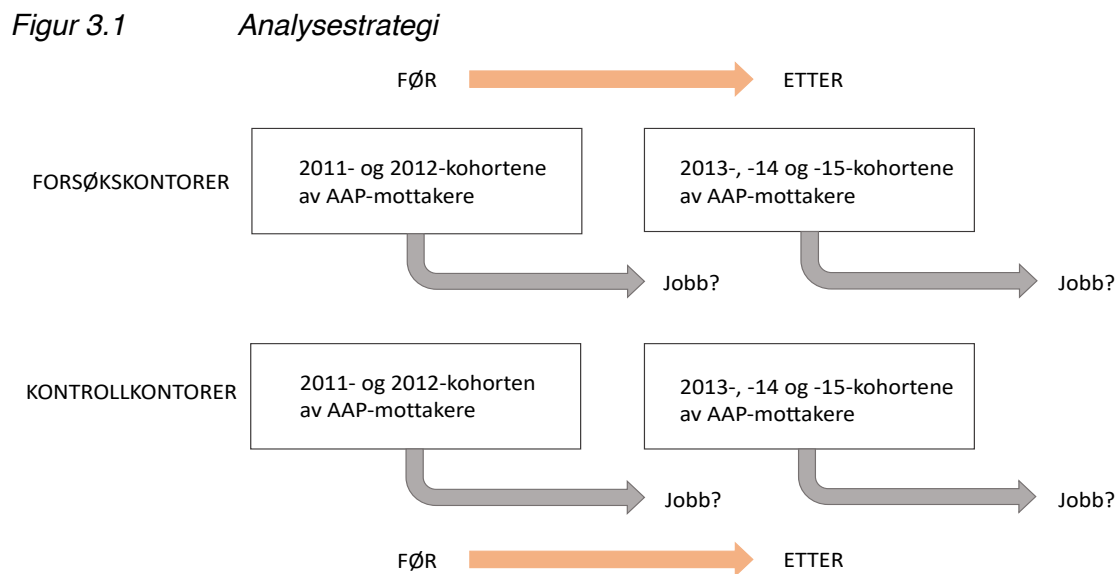 Figur 3.1 Analysestrategi
FØR ETTER
FORSØKSKONTORER
2011- og 2012-kohortene
av AAP-mottakere
2013-, -14 og -15-kohortene
av AAP-mottakere
Jobb? Jobb?
KONTROLLKONTORER
2011- og 2012-kohorten
av AAP-mottakere
2013-, -14 og -15-kohortene
av AAP-mottakere
Jobb? Jobb?
FØR ETTER